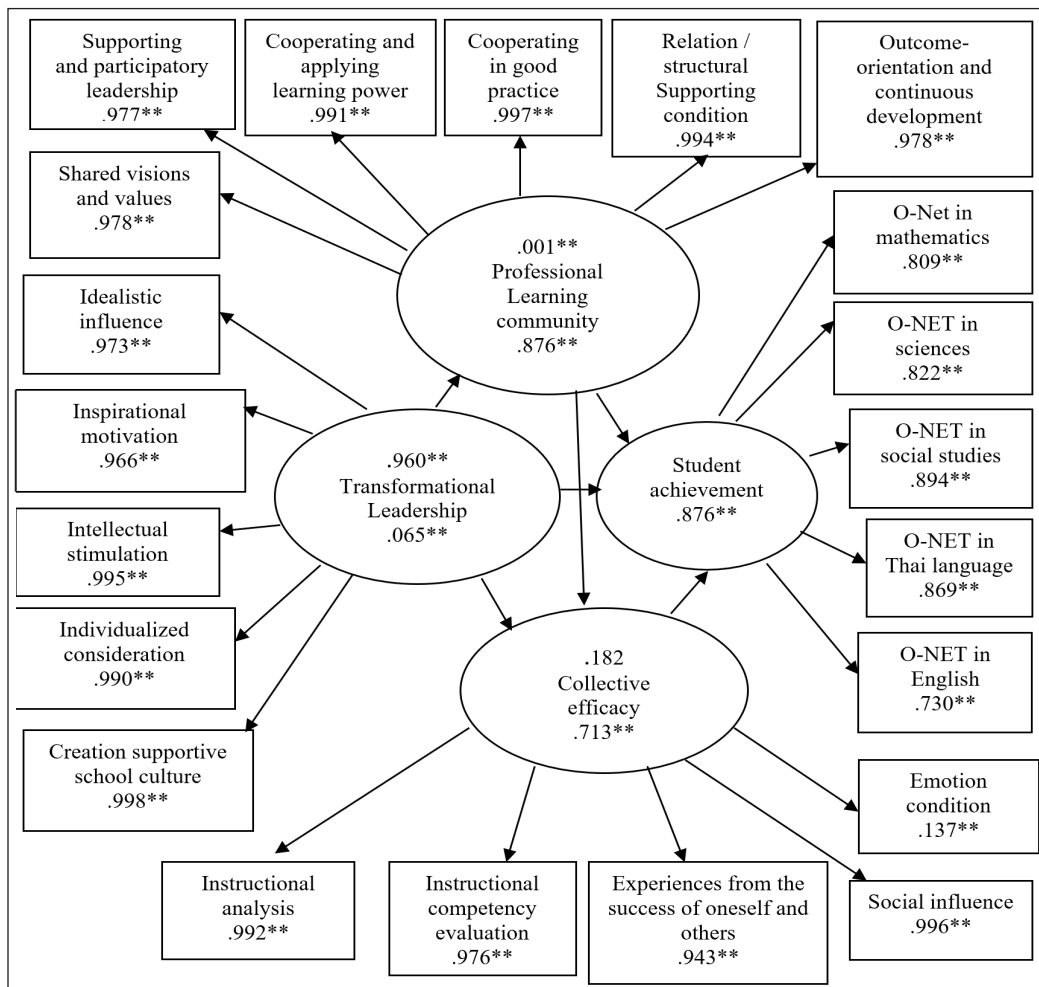 Supporting
and participatory
leadership
.977**
Cooperating and
applying
learning power
.991**
Cooperating
in good
practice
.997**
Relation /
structural
Supporting
condition
.994**
Outcome-
orientation and
continuous
development
.978**
Shared visions
and values
.978**
.001**
Professional
Learning
community
.876**
O-Net in
mathematics
.809**
Idealistic
influence
.973**
O-NET in
sciences
.822**
Inspirational
motivation
.966**
.960**
Transformational
Leadership
.065**
Student
achievement
.876**
O-NET in
social studies
.894**
Intellectual
stimulation
.995**
O-NET in
Thai language
.869**
Individualized
consideration
.990**
.182
Collective
efficacy
.713**
O-NET in
English
.730**
Creation supportive
school culture
.998**
Emotion
condition
.137**
Instructional
analysis
.992**
Instructional
competency
evaluation
.976**
Experiences from the
success of oneself and
others
.943**
Social influence
.996**